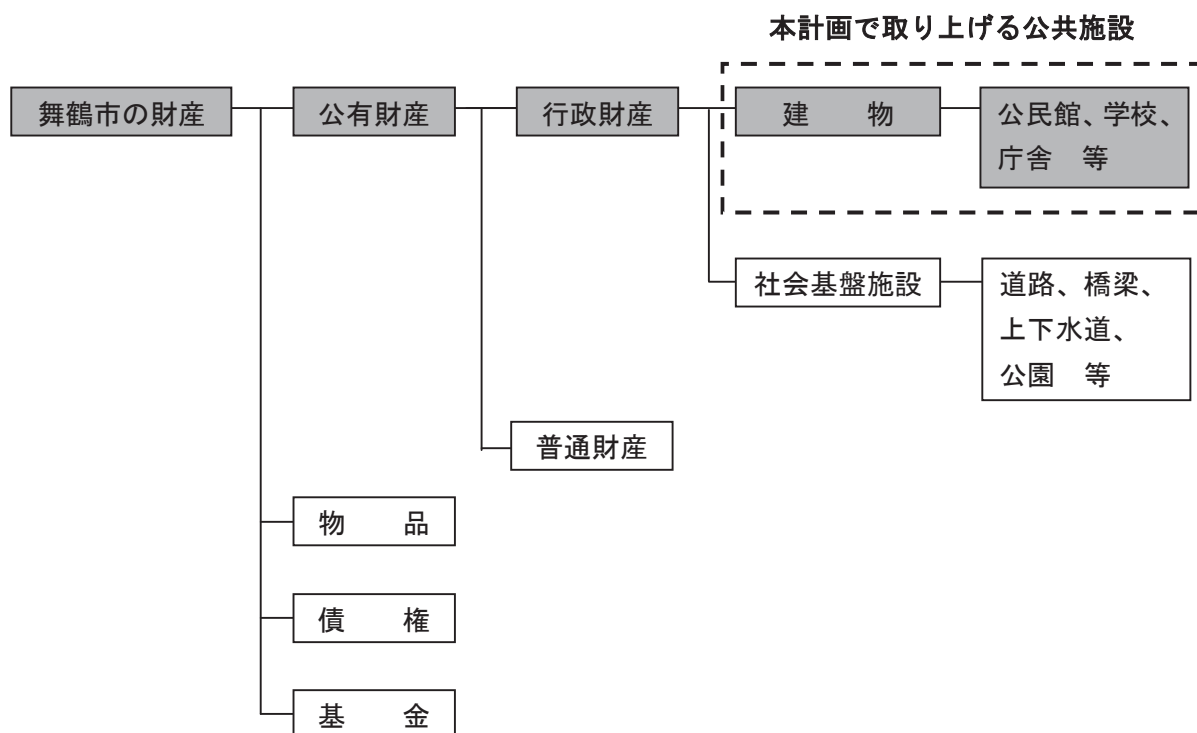 本計画で取り上げる公共施設
舞鶴市の財産
公有財産
行政財産
建　　物
公民館、学校、
庁舎　等
社会基盤施設
道路、橋梁、
上下水道、
公園　等
普通財産
物　　品
債　　権
基　　金